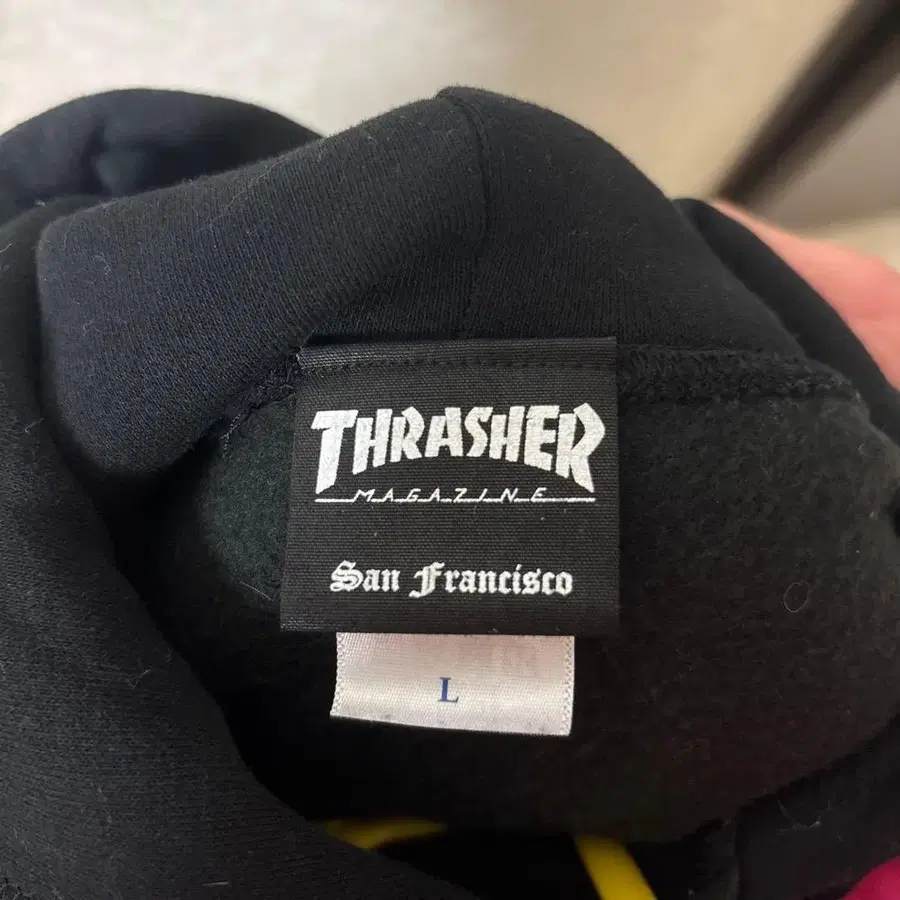 THRASHER
MAGAZINE
San Francisco
L